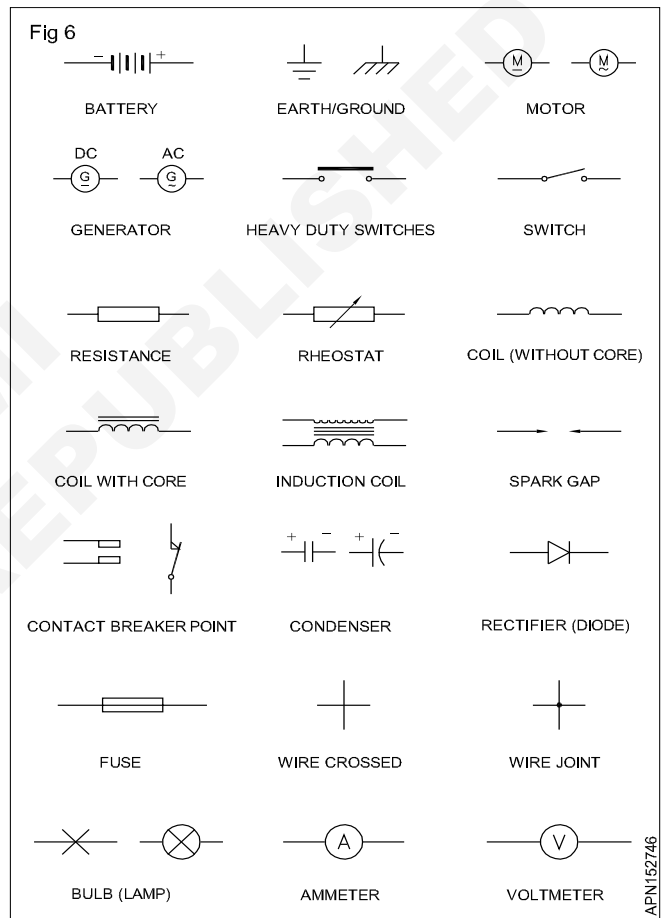 Fig 6
− +
BATTERY
EARTH/GROUND
M M
MOTOR
DC AC
G G
GENERATOR
HEAVY DUTY SWITCHES
SWITCH
RESISTANCE
RHEOSTAT
COIL (WITHOUT CORE)
COIL WITH CORE
INDUCTION COIL
SPARK GAP
CONTACT BREAKER POINT
+ − + −
CONDENSER
RECTIFIER (DIODE)
FUSE
WIRE CROSSED
WIRE JOINT
BULB (LAMP)
A
AMMETER
V
VOLTMETER
APN152746
REPUBLISHED